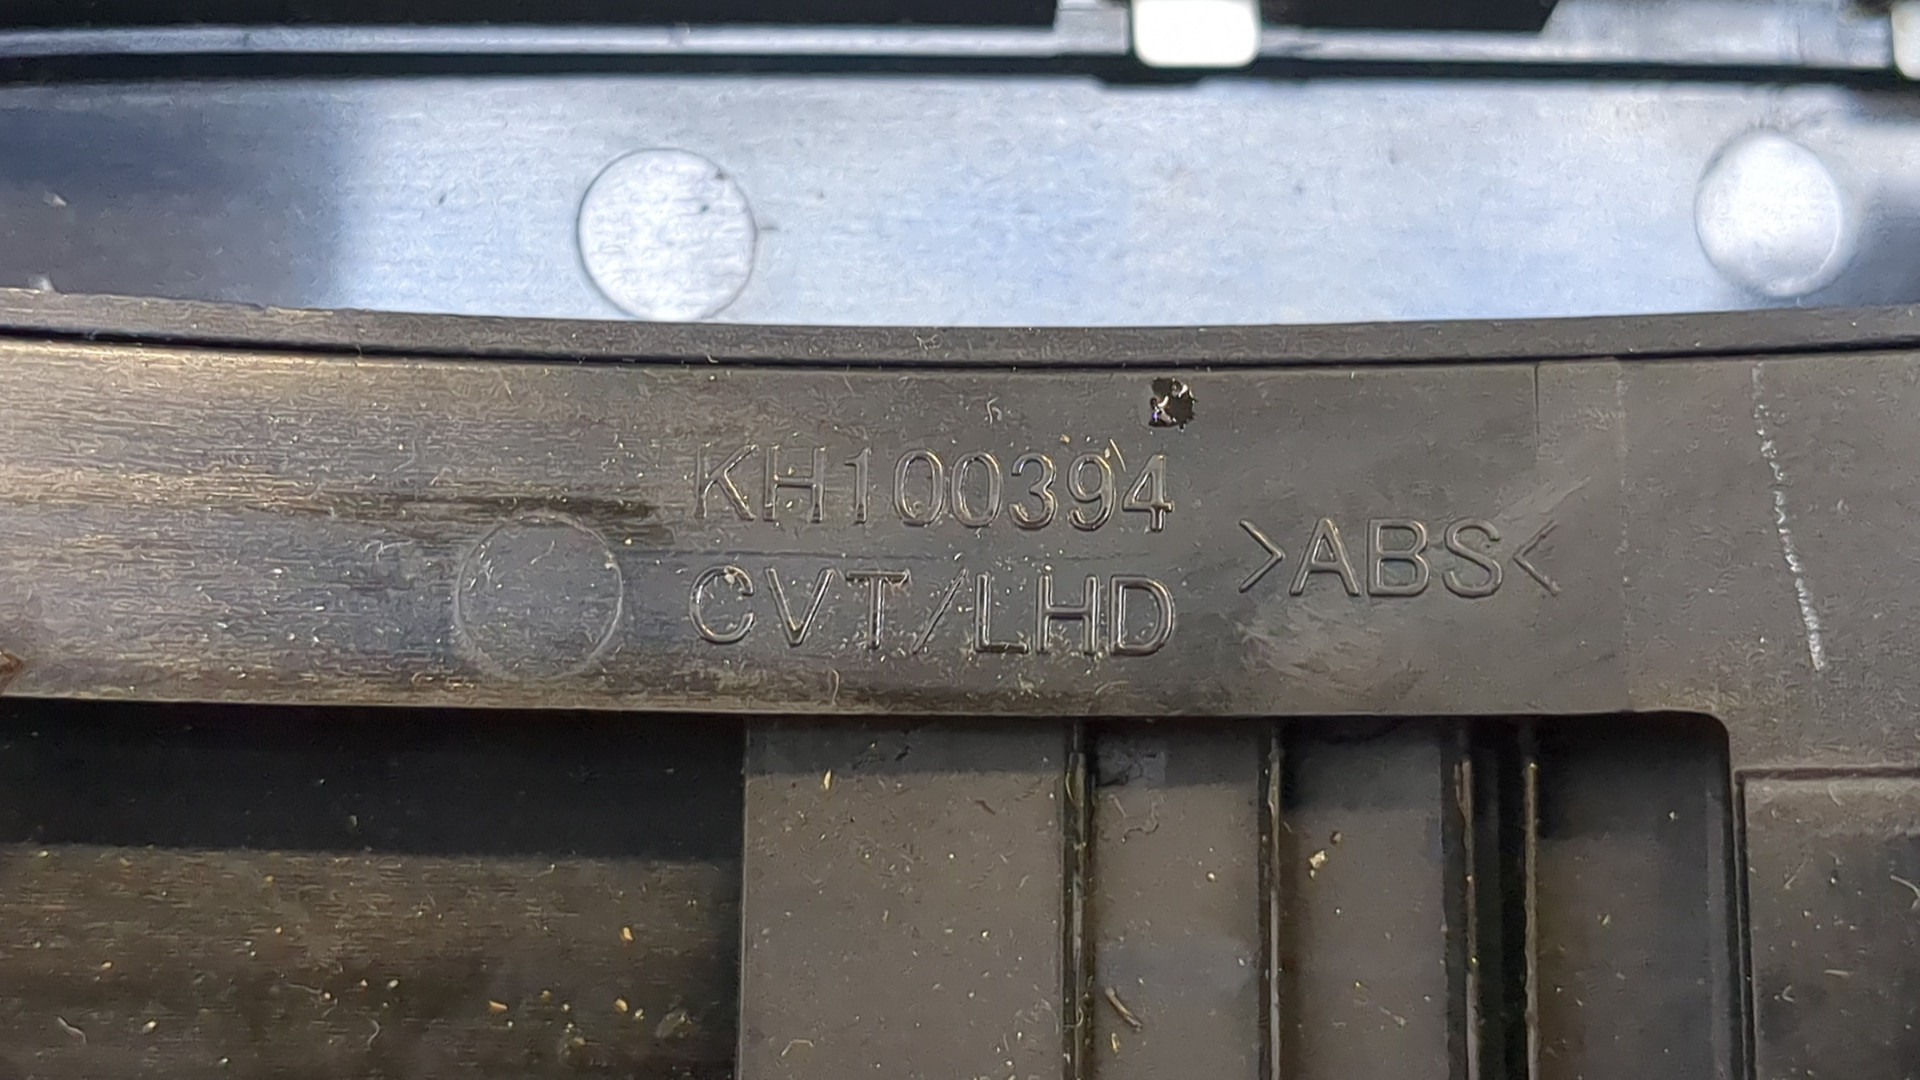 KH100394
CVT/LHD
>ABS<